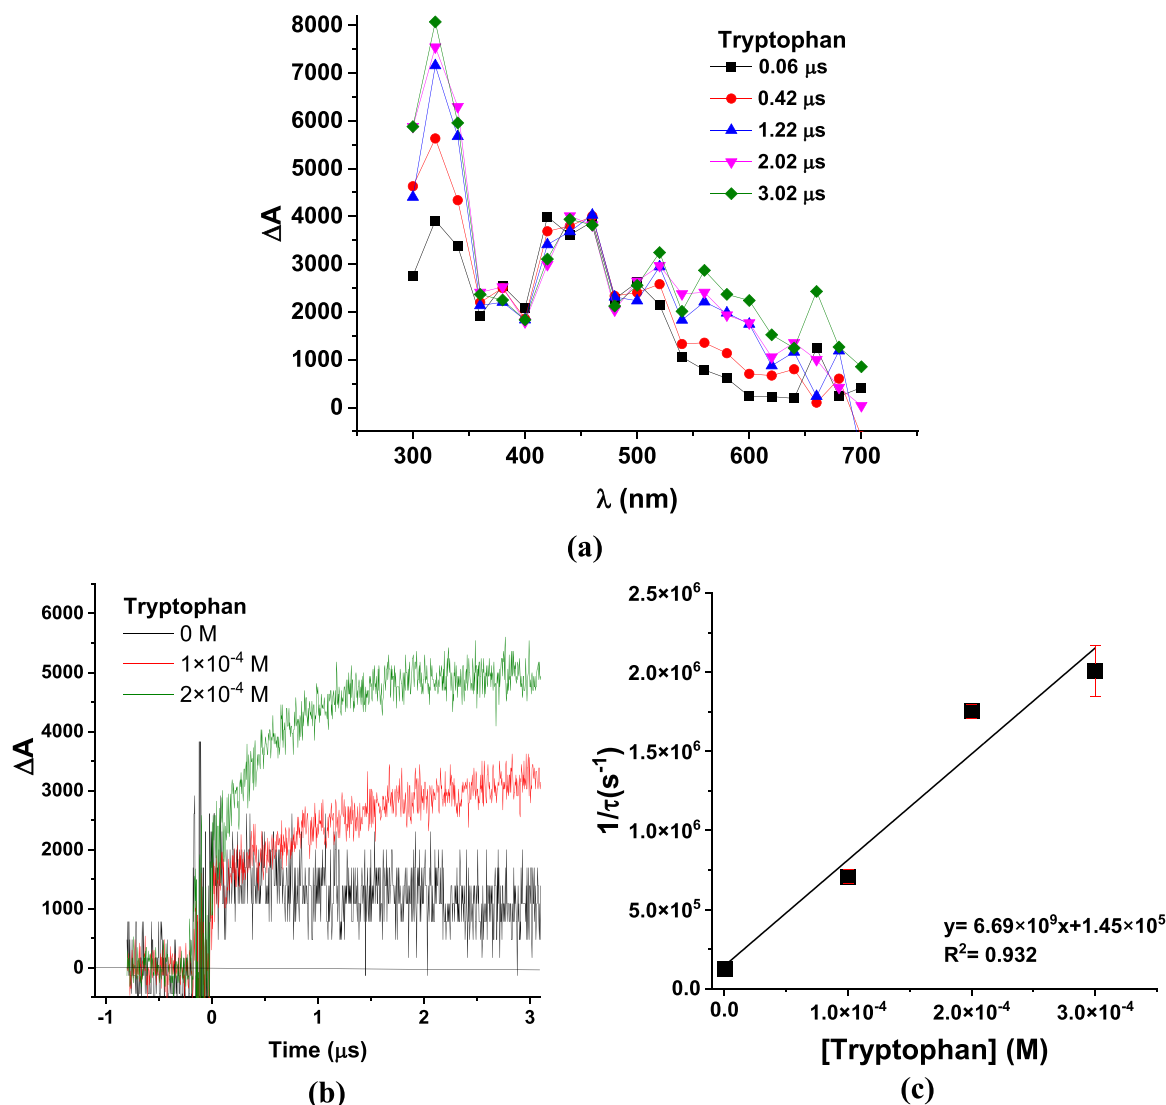 8000
7000
6000
5000
4000
3000
2000
1000
0
ΔA
Tryptophan
0.06 μs
0.42 μs
1.22 μs
2.02 μs
3.02 μs
300 400 500 600 700
λ (nm)
(a)
6000
5000
4000
3000
2000
1000
0
ΔA
Tryptophan
0 M
1×10⁻⁴ M
2×10⁻⁴ M
-1 0 1 2 3
Time (μs)
(b)
2.5×10⁶
2.0×10⁶
1.5×10⁶
1.0×10⁶
5.0×10⁵
0.0
1/τ(s⁻¹)
y= 6.69×10⁹x+1.45×10⁵
R²= 0.932
0.0 1.0×10⁻⁴ 2.0×10⁻⁴ 3.0×10⁻⁴
[Tryptophan] (M)
(c)